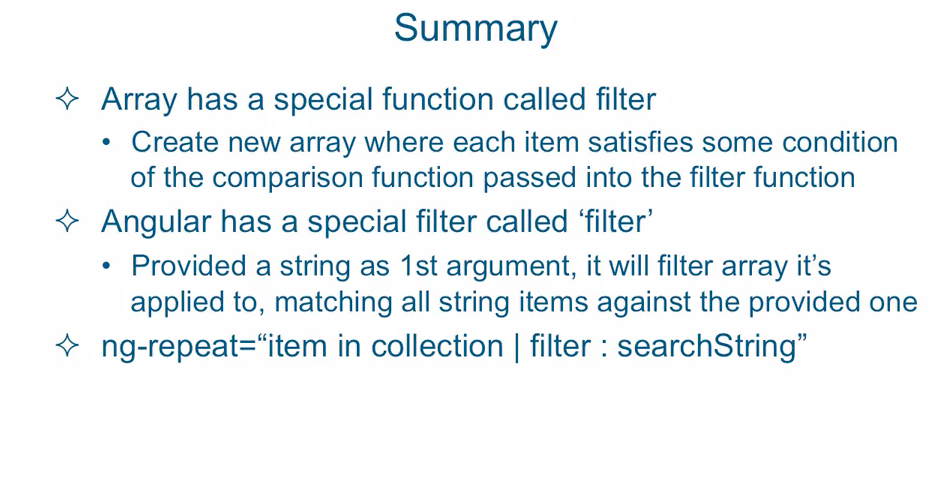 Summary
✧ Array has a special function called filter
• Create new array where each item satisfies some condition
of the comparison function passed into the filter function
✧ Angular has a special filter called ‘filter’
• Provided a string as 1st argument, it will filter array it’s
applied to, matching all string items against the provided one
✧ ng-repeat=“item in collection | filter : searchString”